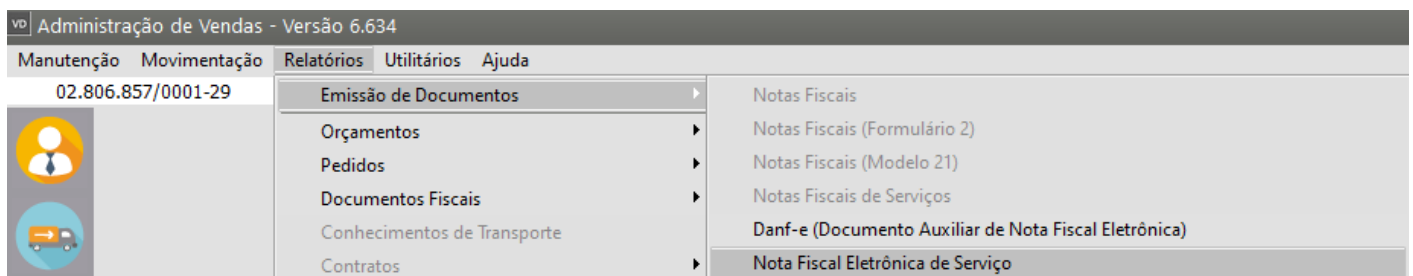 VD Administração de Vendas - Versão 6.634
Manutenção Movimentação Relatórios Utilitários Ajuda
02.806.857/0001-29
Emissão de Documentos
Orçamentos
Pedidos
Documentos Fiscais
Conhecimentos de Transporte
Contratos
Notas Fiscais
Notas Fiscais (Formulário 2)
Notas Fiscais (Modelo 21)
Notas Fiscais de Serviços
Danf-e (Documento Auxiliar de Nota Fiscal Eletrônica)
Nota Fiscal Eletrônica de Serviço